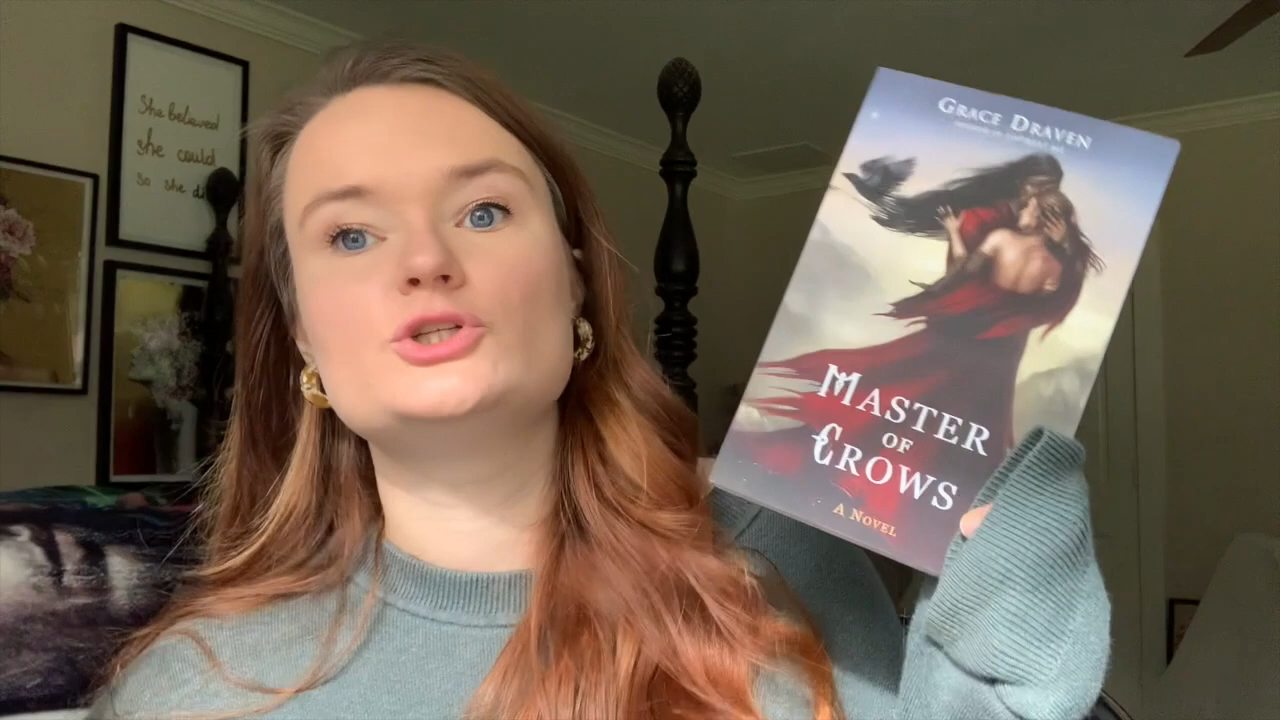 She believed
she could
so she
GRACE DRAVEN
MASTER
OF
CROWS
A NOVEL